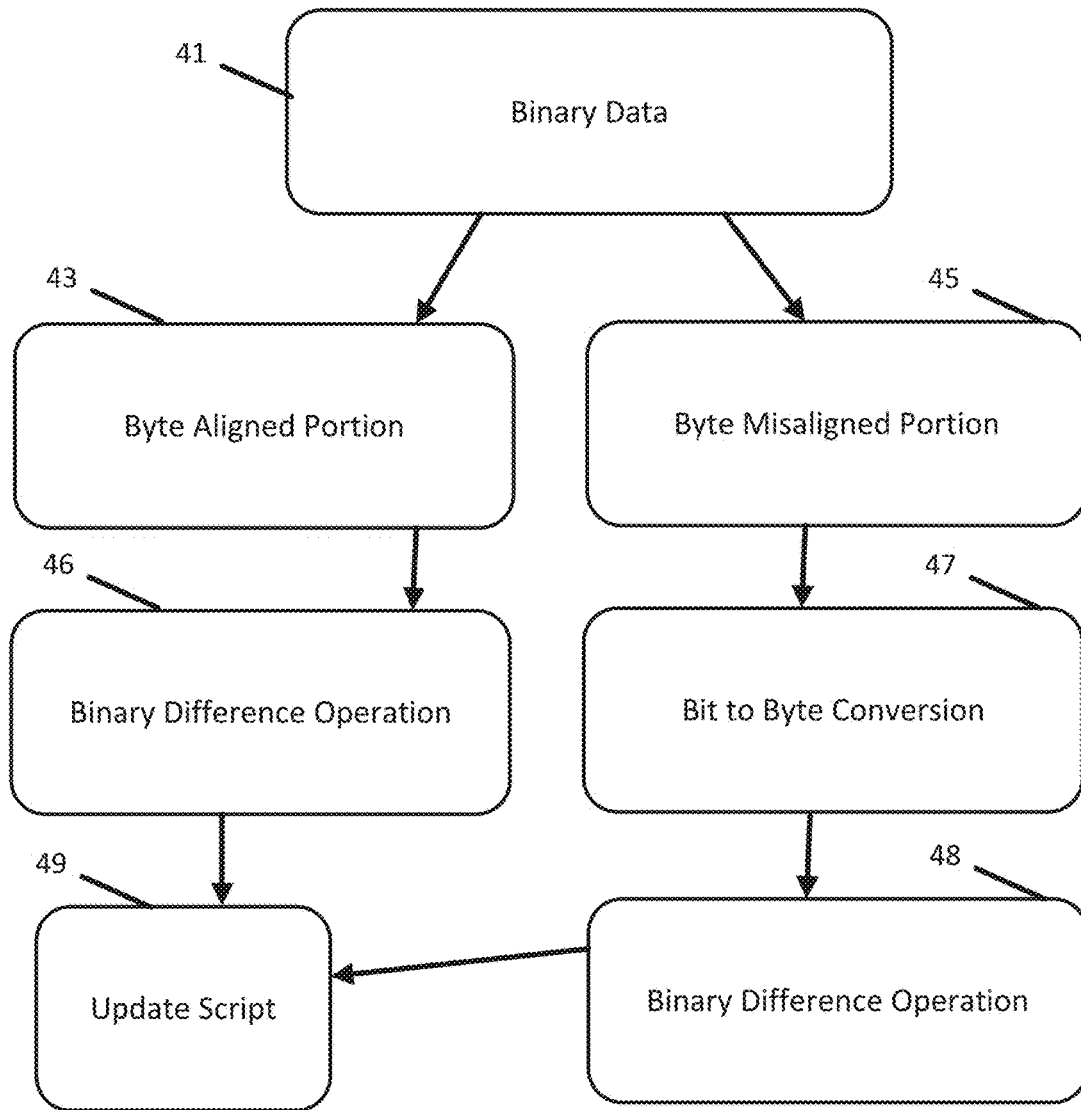 41
Binary Data
43
45
Byte Aligned Portion
Byte Misaligned Portion
46
47
Binary Difference Operation
Bit to Byte Conversion
49
48
Update Script
Binary Difference Operation